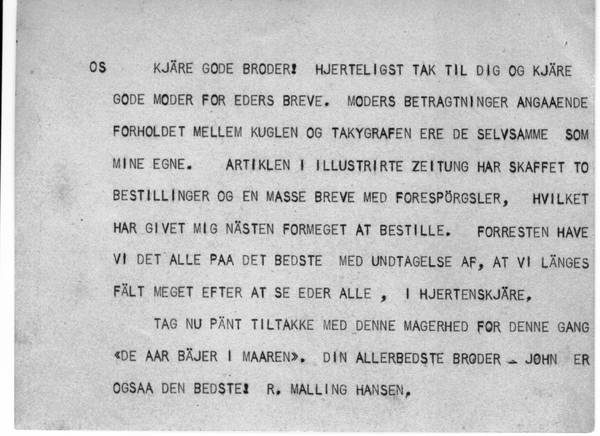 OS KJÄRE GODE BRODER! HJERTELIGST TAK TIL DIG OG KJÄRE
GODE MODER FOR EDERS BREVE. MODERS BETRAGTNINGER ANGAAENDE
FORHOLDET MELLEM KUGLEN OG TAKYGRAFEN ERE DE SELVSAMME SOM
MINE EGNE. ARTIKLEN I ILLUSTRIRTE ZEITUNG HAR SKAFFET TO
BESTILLINGER OG EN MASSE BREVE MED FORESPÖRGSLER, HVILKET
HAR GIVET MIG NÄSTEN FORMEGET AT BESTILLE. FORRESTEN HAVE
VI DET ALLE PAA DET BEDSTE MED UNDTAGELSE AF, AT VI LÄNGES
FÄLT MEGET EFTER AT SE EDER ALLE, I HJERTENSKJÄRE.
TAG NU PÄNT TILTAKKE MED DENNE MAGERHED FOR DENNE GANG
«DE AAR BÄJER I MAAREN». DIN ALLERBEDSTE BRODER – JØHN ER
OGSAA DEN BEDSTE! R. MALLING HANSEN.